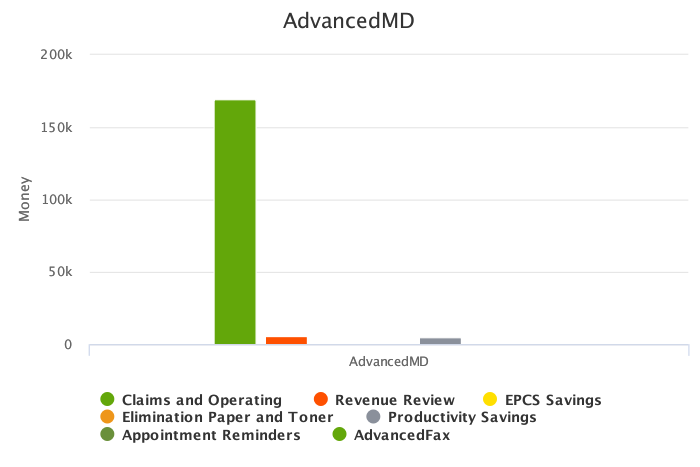 AdvancedMD
200k
150k
100k
50k
0
Money
AdvancedMD
Claims and Operating Revenue Review EPCS Savings
Elimination Paper and Toner Productivity Savings
Appointment Reminders AdvancedFax